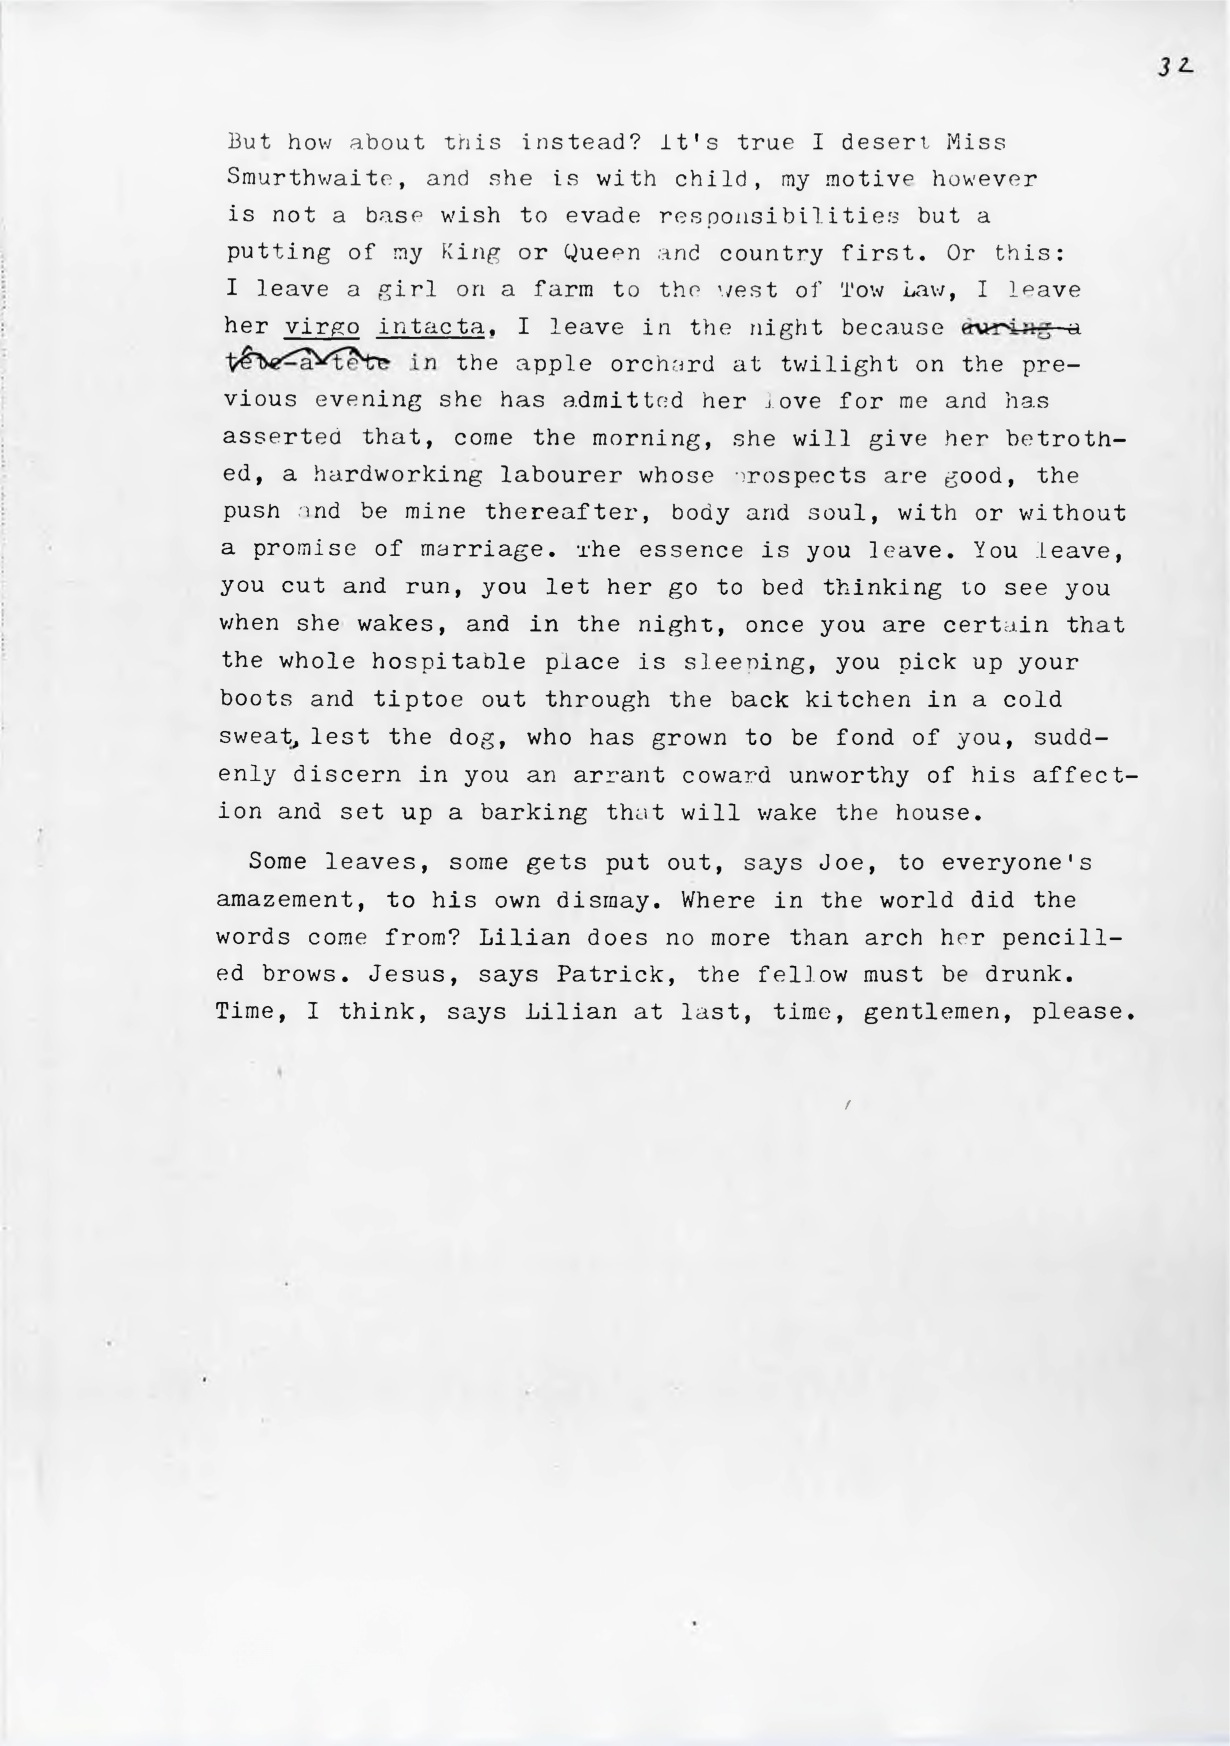 32
But how about this instead? It's true I desert Miss
Smurthwaite, and she is with child, my motive however
is not a base wish to evade responsibilities but a
putting of my King or Queen and country first. Or this:
I leave a girl on a farm to the west of Tow Law, I leave
her virgo intacta, I leave in the night because during a
tête-à-tête in the apple orchard at twilight on the pre-
vious evening she has admitted her love for me and has
asserted that, come the morning, she will give her betroth-
ed, a hardworking labourer whose prospects are good, the
push and be mine thereafter, body and soul, with or without
a promise of marriage. The essence is you leave. You leave,
you cut and run, you let her go to bed thinking to see you
when she wakes, and in the night, once you are certain that
the whole hospitable place is sleeping, you pick up your
boots and tiptoe out through the back kitchen in a cold
sweat, lest the dog, who has grown to be fond of you, sudd-
enly discern in you an arrant coward unworthy of his affect-
ion and set up a barking that will wake the house.
Some leaves, some gets put out, says Joe, to everyone's
amazement, to his own dismay. Where in the world did the
words come from? Lilian does no more than arch her pencill-
ed brows. Jesus, says Patrick, the fellow must be drunk.
Time, I think, says Lilian at last, time, gentlemen, please.